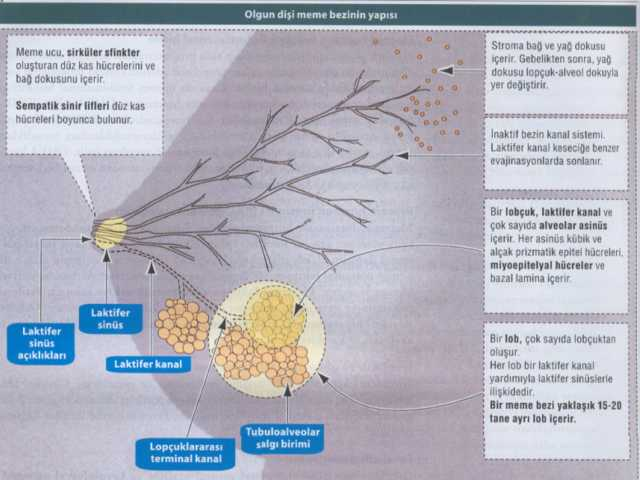 Olgun dişi meme bezinin yapısı
Meme ucu, sirküler sfinkter
oluşturan düz kas hücrelerini ve
bağ dokusunu içerir.
Sempatik sinir lifleri düz kas
hücreleri boyunca bulunur.
Stroma bağ ve yağ dokusu
içerir. Gebelikten sonra, yağ
dokusu lopçuk-alveol dokuyla
yer değiştirir.
İnaktif bezin kanal sistemi.
Laktifer kanal keseciğe benzer
evajinasyonlarda sonlanır.
Bir lobçuk, laktifer kanal ve
çok sayıda alveolar asinüs
içerir. Her asinüs kübik ve
alçak prizmatik epitel hücreleri,
miyoepitelyal hücreler ve
bazal lamina içerir.
Bir lob, çok sayıda lobçuktan
oluşur.
Her lob bir laktifer kanal
yardımıyla laktifer sinüslerle
ilişkidedir.
Bir meme bezi yaklaşık 15-20
tane ayrı lob içerir.
Laktifer
sinüs
açıklıkları
Laktifer
sinüs
Laktifer kanal
Lopçuklararası
terminal kanal
Tubuloalveolar
salgı birimi